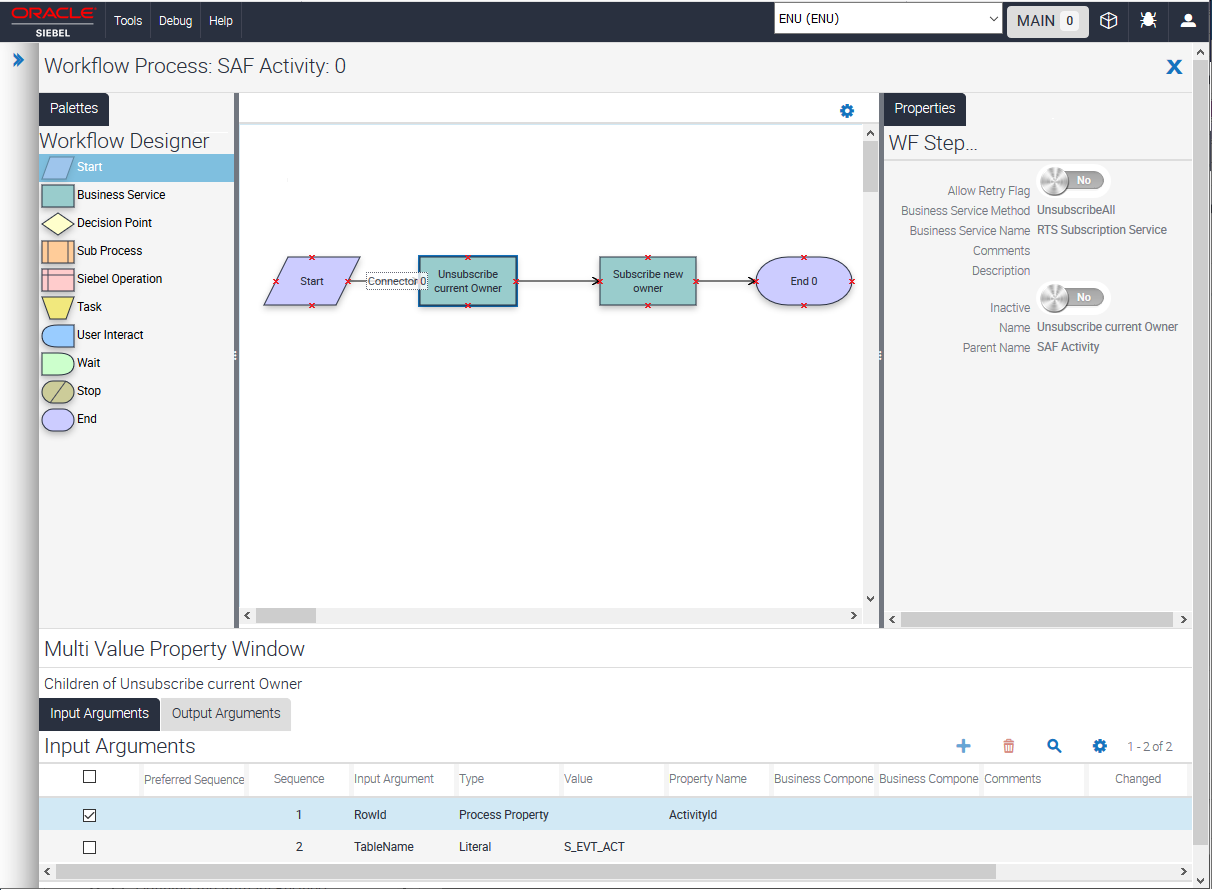 ORACLE
SIEBEL
Tools
Debug
Help
ENU (ENU)
MAIN 0
Workflow Process: SAF Activity: 0
X
Palettes
Workflow Designer
Start
Business Service
Decision Point
Sub Process
Siebel Operation
Task
User Interact
Wait
Stop
End
Start
Connector 0
Unsubscribe
current Owner
Subscribe new
owner
End 0
Properties
WF Step...
Allow Retry Flag No
Business Service Method UnsubscribeAll
Business Service Name RTS Subscription Service
Comments
Description
Inactive No
Name Unsubscribe current Owner
Parent Name SAF Activity
Multi Value Property Window
Children of Unsubscribe current Owner
Input Arguments Output Arguments
Input Arguments
1 - 2 of 2
Preferred Sequence Sequence Input Argument Type Value Property Name Business Compone Business Compone Comments Changed
1 RowId Process Property ActivityId
2 TableName Literal S_EVT_ACT